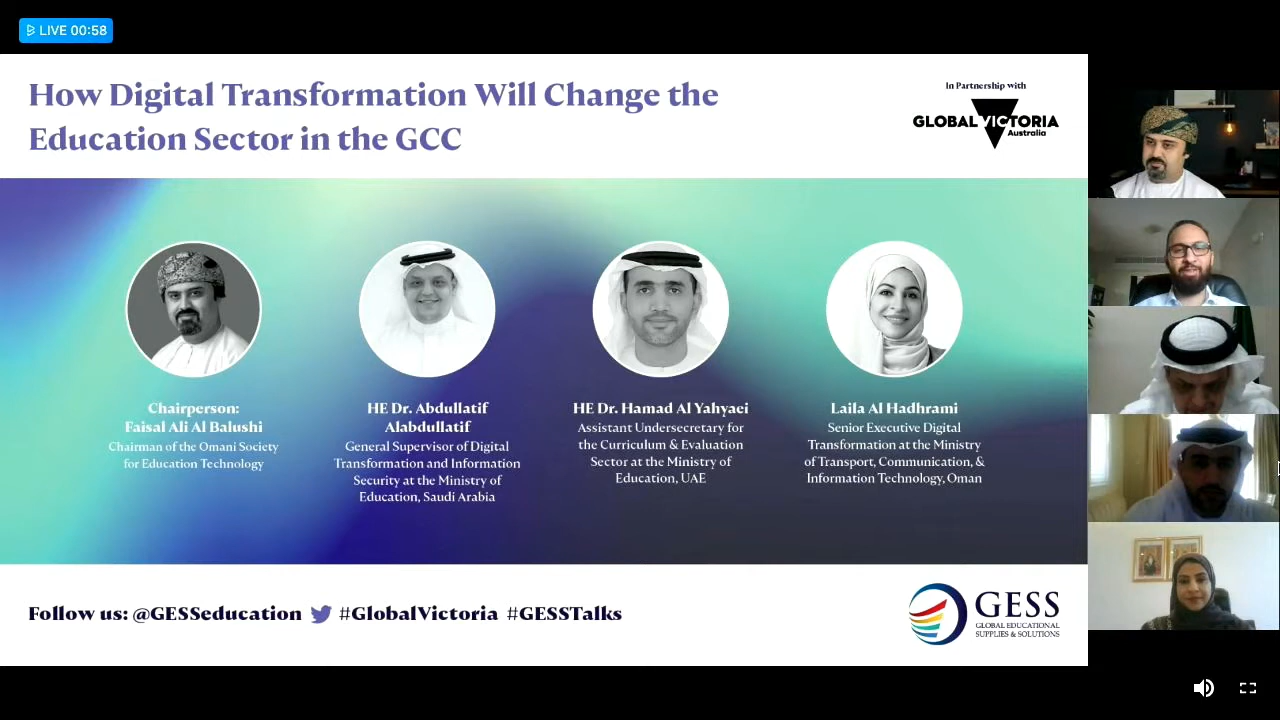 LIVE 00:58
How Digital Transformation Will Change the
Education Sector in the GCC
In Partnership with
GLOBAL VICTORIA
Australia
Chairperson:
Faisal Ali Al Balushi
Chairman of the Omani Society
for Education Technology
HE Dr. Abdullatif
Alabdullatif
General Supervisor of Digital
Transformation and Information
Security at the Ministry of
Education, Saudi Arabia
HE Dr. Hamad Al Yahyaei
Assistant Undersecretary for
the Curriculum & Evaluation
Sector at the Ministry of
Education, UAE
Laila Al Hadhrami
Senior Executive Digital
Transformation at the Ministry
of Transport, Communication, &
Information Technology, Oman
Follow us: @GESSeducation #GlobalVictoria #GESSTalks
GESS
GLOBAL EDUCATIONAL
SUPPLIES & SOLUTIONS